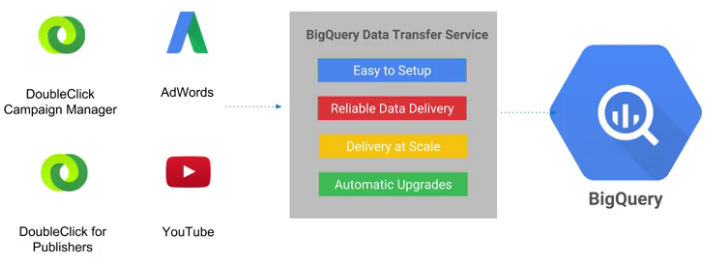 DoubleClick
Campaign Manager
AdWords
DoubleClick for
Publishers
YouTube
BigQuery Data Transfer Service
Easy to Setup
Reliable Data Delivery
Delivery at Scale
Automatic Upgrades
BigQuery